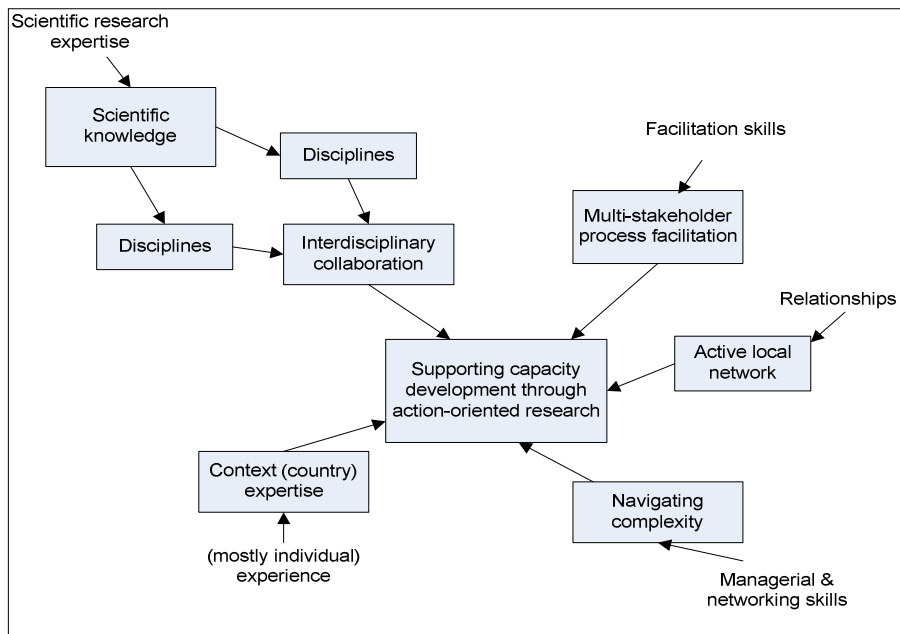 Scientific research
expertise
Scientific
knowledge
Disciplines
Facilitation skills
Multi-stakeholder
process facilitation
Disciplines
Interdisciplinary
collaboration
Relationships
Active local
network
Supporting capacity
development through
action-oriented research
Context (country)
expertise
Navigating
complexity
(mostly individual)
experience
Managerial &
networking skills